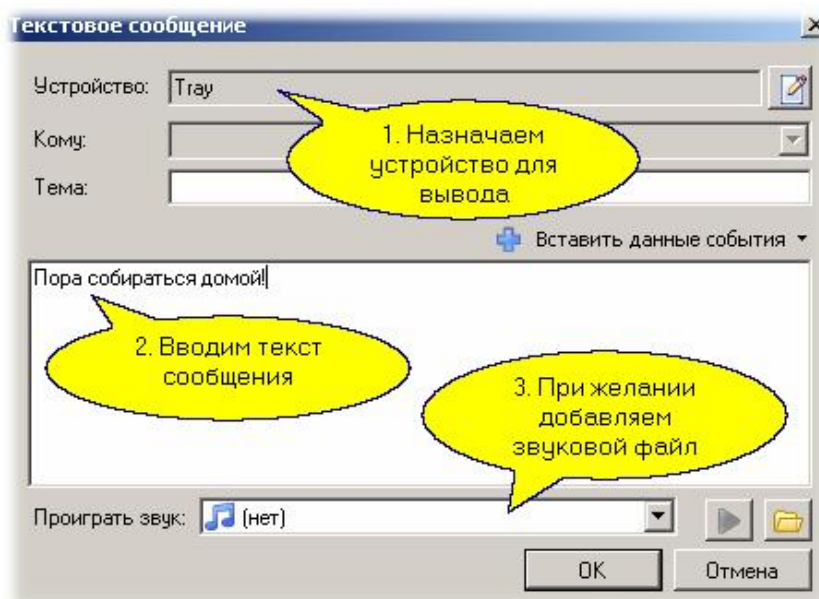 Текстовое сообщение
Устройство: Tray
Кому:
1. Назначаем
устройство для
вывода
Тема:
Вставить данные события
Пора собираться домой!
2. Вводим текст
сообщения
3. При желании
добавляем
звуковой файл
Проиграть звук: (нет)
OK Отмена